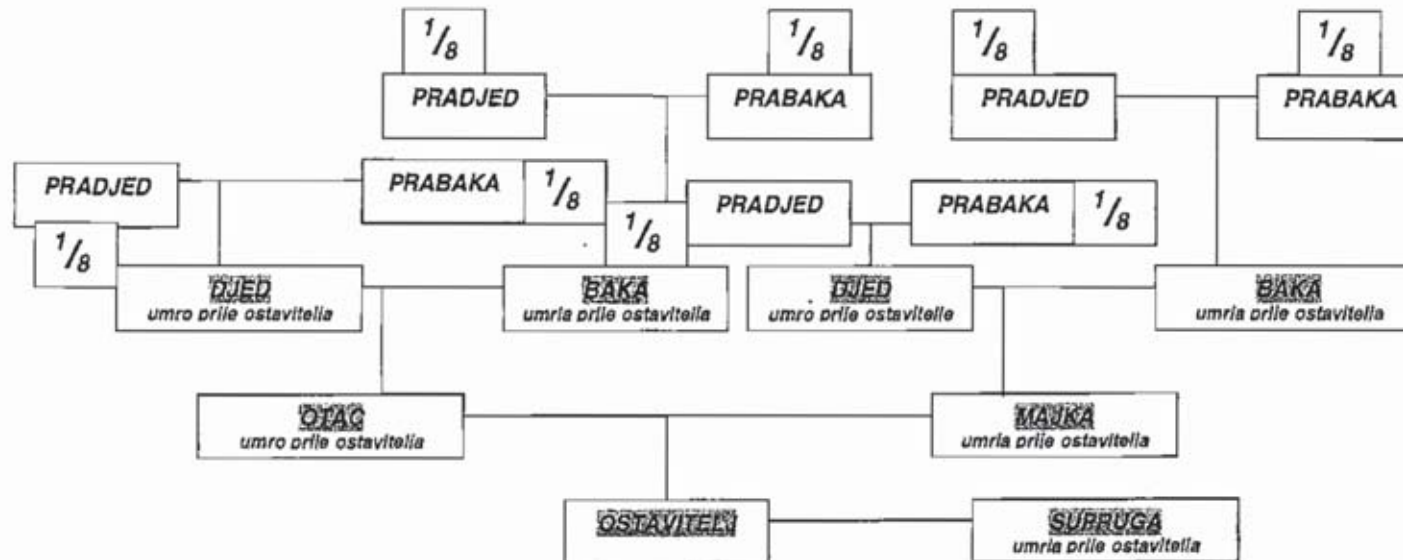 1/8
1/8
1/8
1/8
PRADJED
PRABAKA
PRADJED
PRABAKA
PRADJED
PRABAKA
1/8
PRADJED
PRABAKA
1/8
1/8
1/8
DJED
umro prije ostavitelja
BAKA
umrla prije ostavitelja
DJED
umro prije ostavitelje
BAKA
umrla prije ostavitelja
OTAC
umro prije ostavitelja
MAJKA
umrla prije ostavitelja
OSTAVITELJ
SUPRUGA
umrla prije ostavitelja